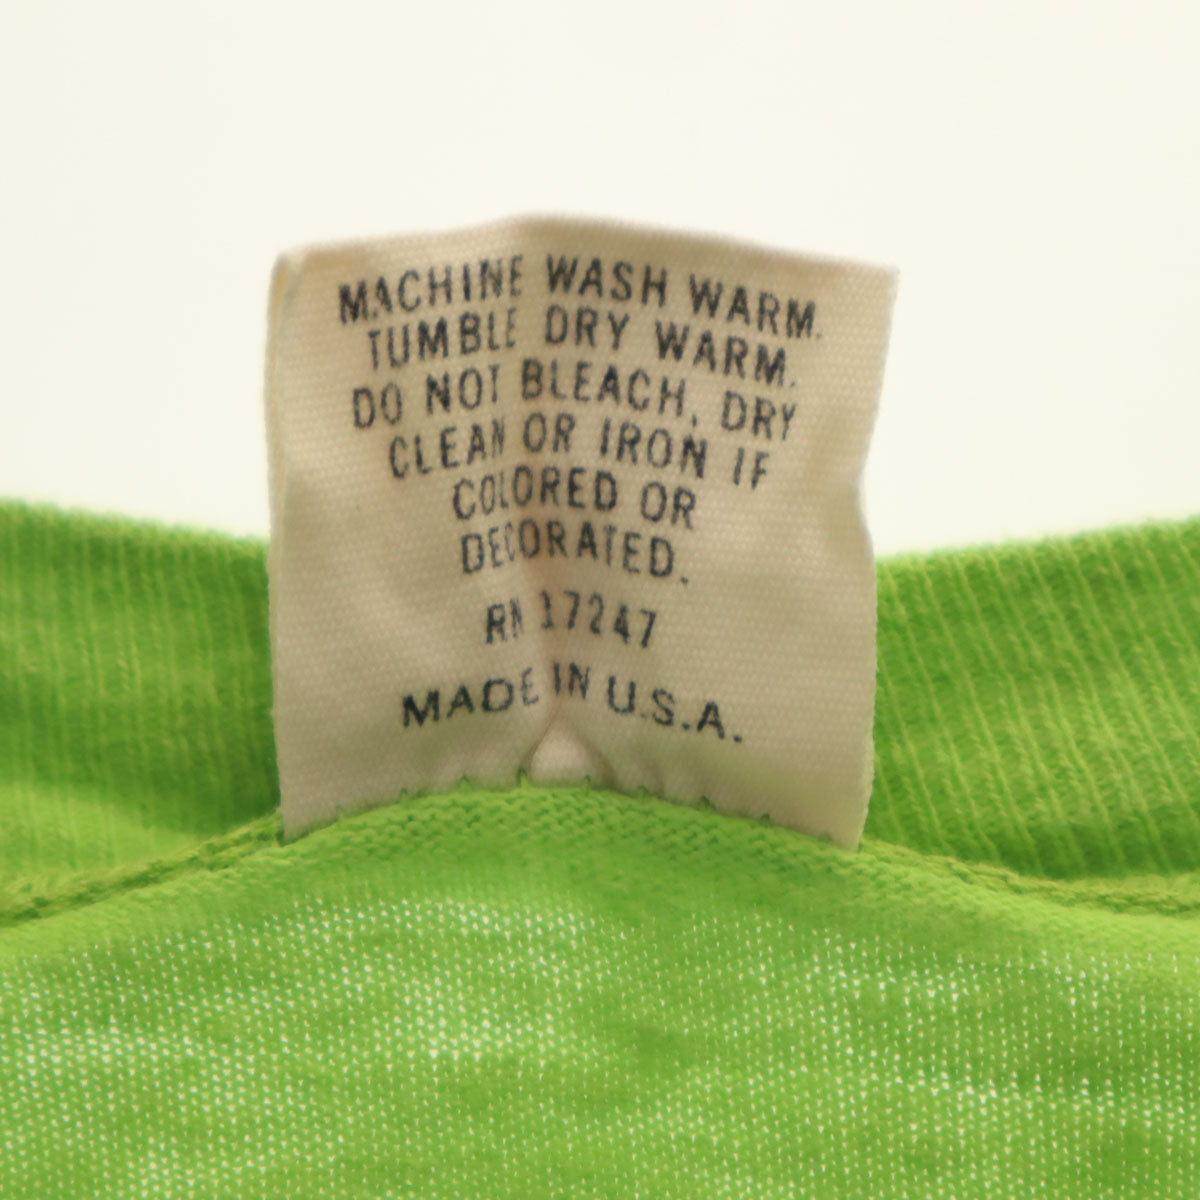 MACHINE WASH WARM.
TUMBLE DRY WARM.
DO NOT BLEACH, DRY
CLEAN OR IRON IF
COLORED OR
DECORATED.
RN 17247
MADE IN U.S.A.